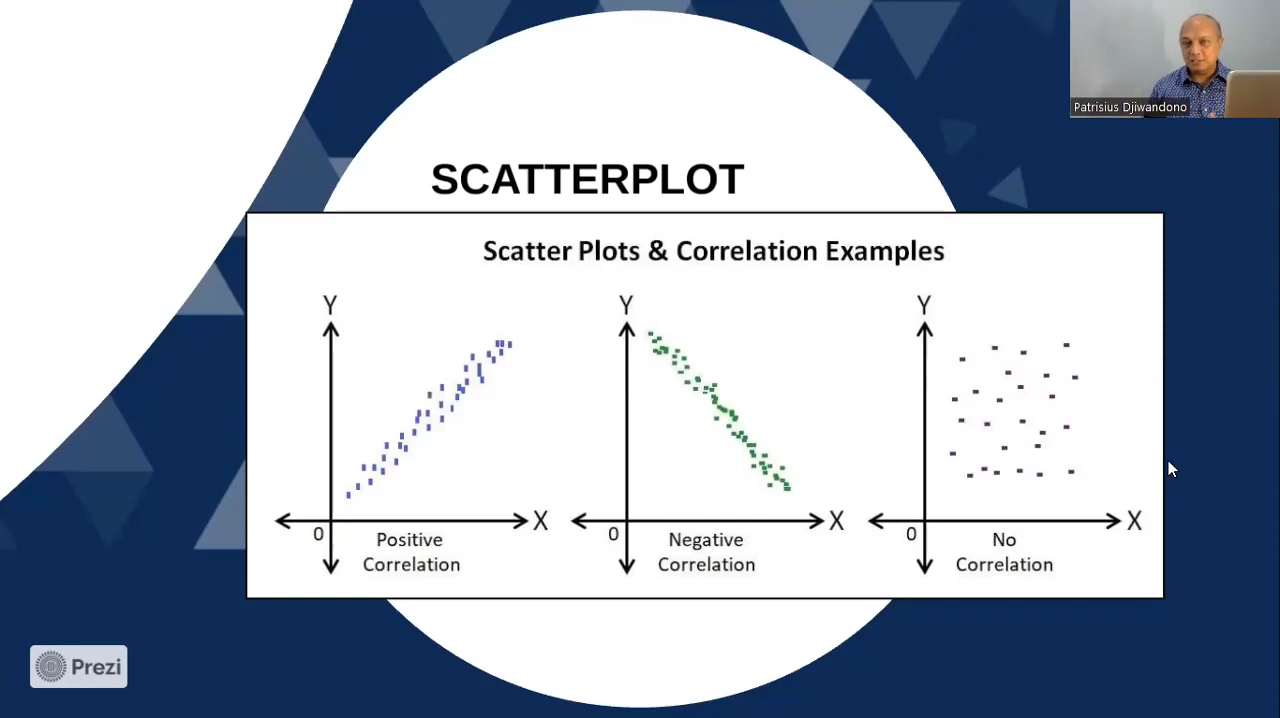 Patrisius Djiwandono
SCATTERPLOT
Scatter Plots & Correlation Examples
Y
Y
Y
X
X
X
0
0
0
Positive
Correlation
Negative
Correlation
No
Correlation
Prezi